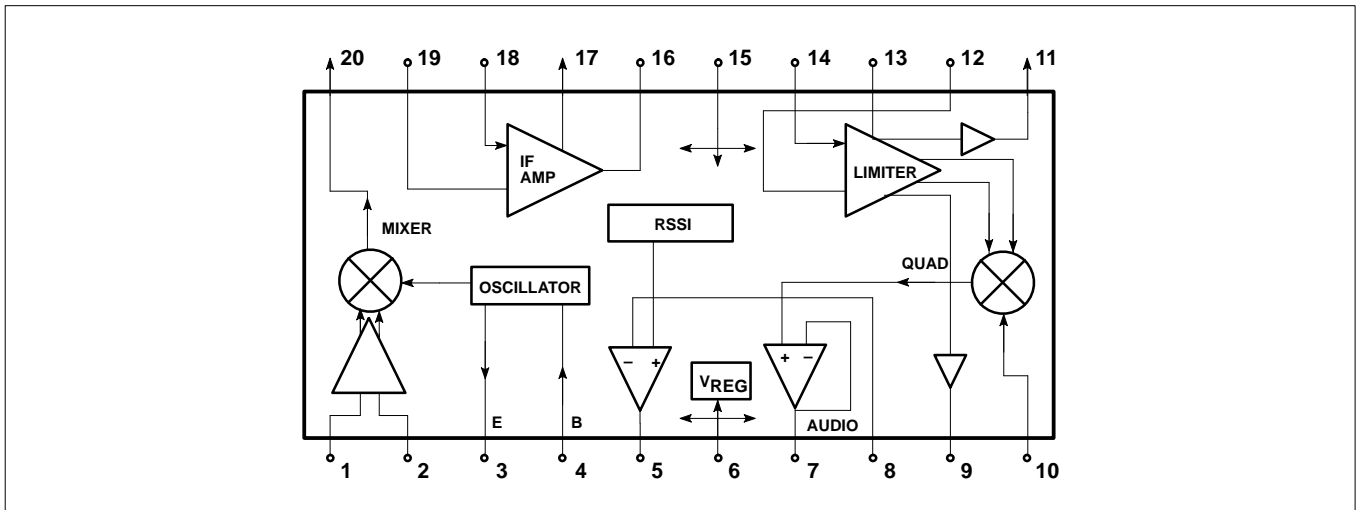 20 19 18 17 16 15 14 13 12 11
IF
AMP
LIMITER
RSSI
MIXER
QUAD
OSCILLATOR
– +
+ –
VREG
E B AUDIO
1 2 3 4 5 6 7 8 9 10